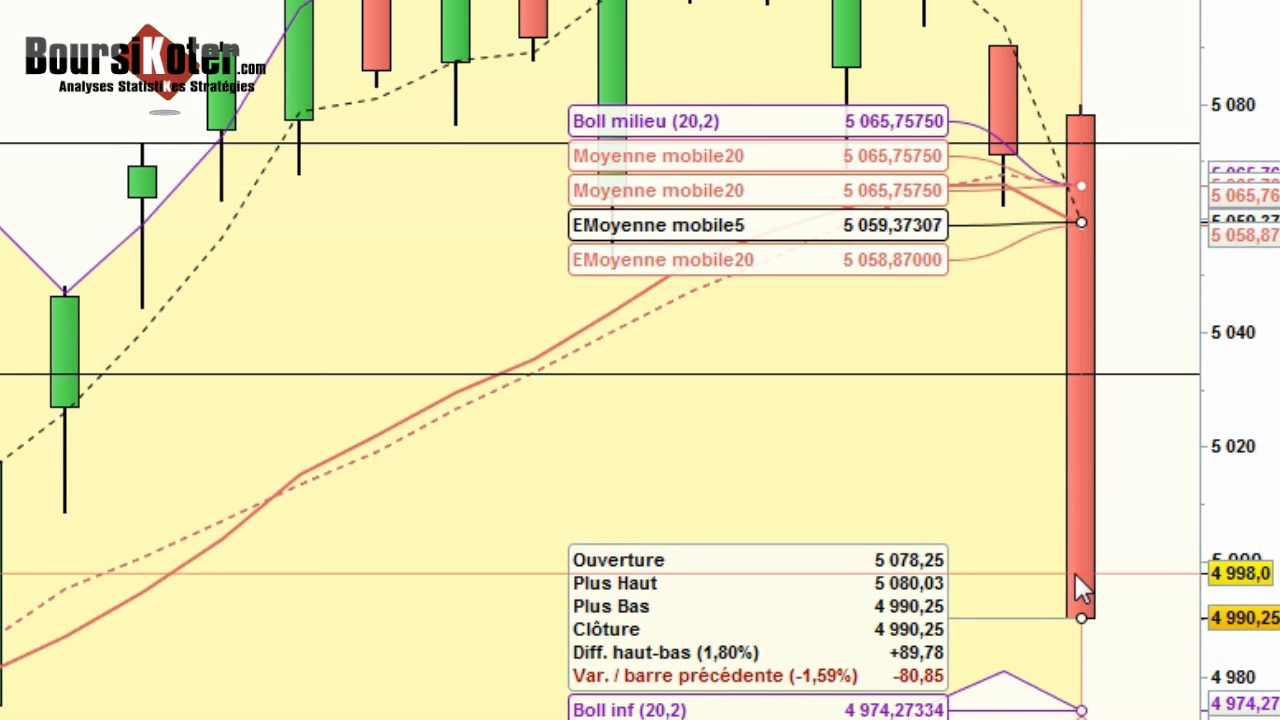 BoursiKoter.com
Analyses StatistiKes Stratégies
Boll milieu (20,2) 5 065,75750
Moyenne mobile20 5 065,75750
Moyenne mobile20 5 065,75750
EMoyenne mobile5 5 059,37307
EMoyenne mobile20 5 058,87000
Ouverture 5 078,25
Plus Haut 5 080,03
Plus Bas 4 990,25
Clôture 4 990,25
Diff. haut-bas (1,80%) +89,78
Var. / barre précédente (-1,59%) -80,85
Boll inf (20,2) 4 974,27334
5 080
5 065,76
5 058,87
5 040
5 020
4 998,0
4 990,25
4 980
4 974,27